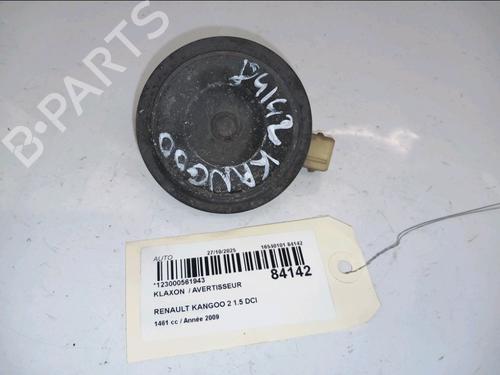 B-PARTS
84142
KANGOO
AUTO 27/10/2025 16540101 84142
*123000561943
84142
KLAXON / AVERTISSEUR
RENAULT KANGOO 2 1.5 DCI
1461 cc / Année 2009